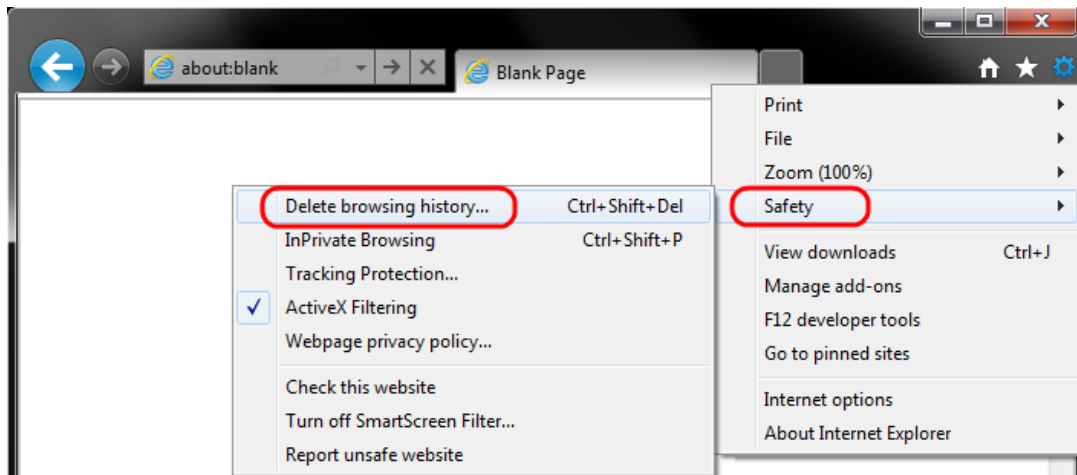 about:blank
Blank Page
Print
File
Zoom (100%)
Safety
View downloads Ctrl+J
Manage add-ons
F12 developer tools
Go to pinned sites
Internet options
About Internet Explorer
Delete browsing history... Ctrl+Shift+Del
InPrivate Browsing Ctrl+Shift+P
Tracking Protection...
ActiveX Filtering
Webpage privacy policy...
Check this website
Turn off SmartScreen Filter...
Report unsafe website